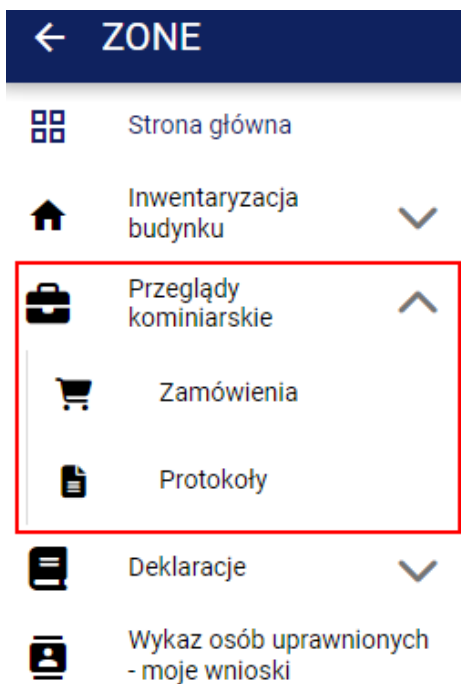 ZONE
Strona główna
Inwentaryzacja
budynku
Przeglądy
kominiarskie
Zamówienia
Protokoły
Deklaracje
Wykaz osób uprawnionych
- moje wnioski